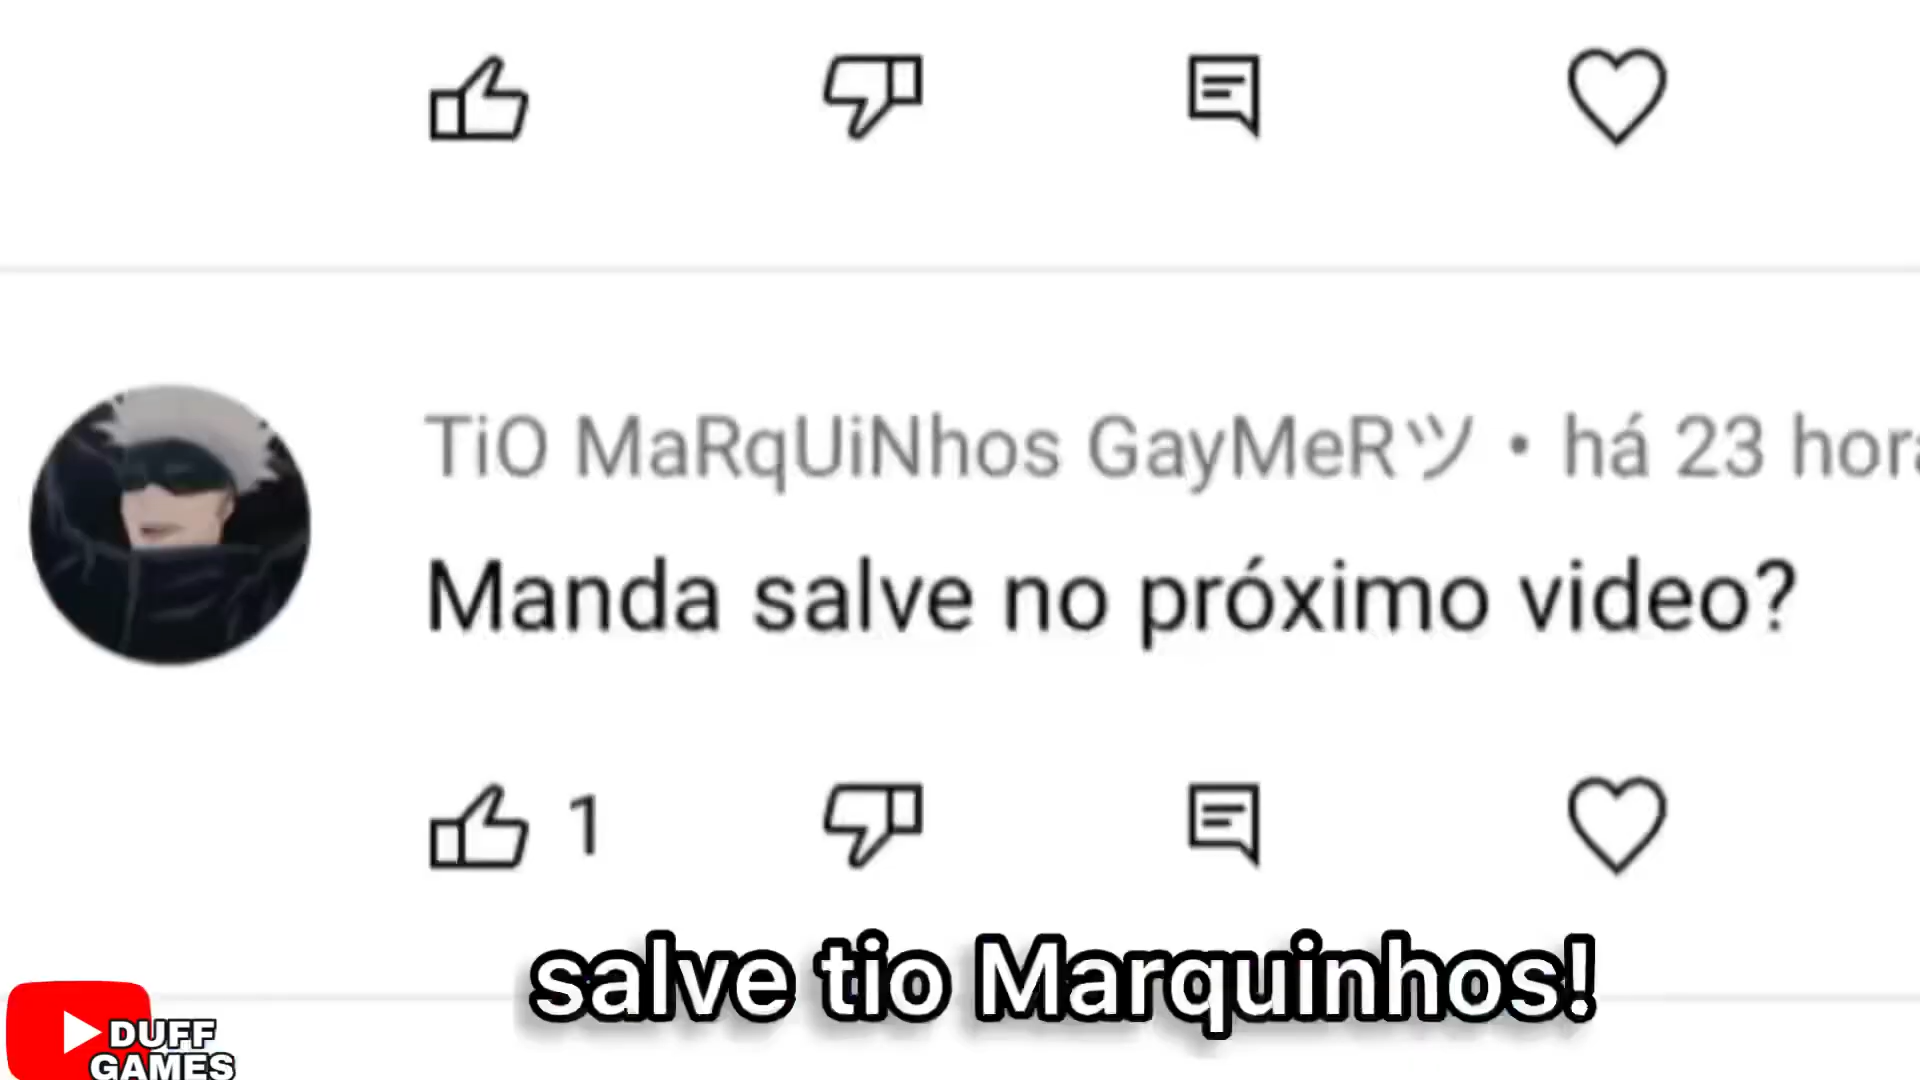 TiO MaRqUiNhos GayMeRツ • há 23 hora
Manda salve no próximo video?
1
salve tio Marquinhos!
DUFF
GAMES